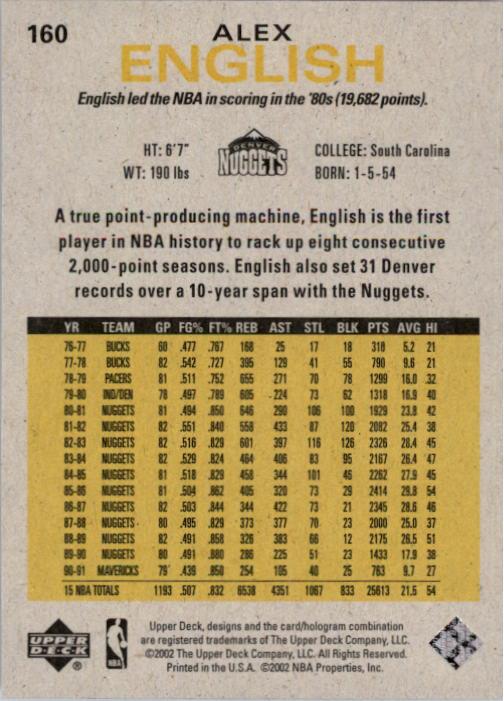 160
ALEX
ENGLISH
English led the NBA in scoring in the '80s (19,682 points).
HT: 6'7"
WT: 190 lbs
DENVER
NUGGETS
COLLEGE: South Carolina
BORN: 1-5-54
A true point-producing machine, English is the first
player in NBA history to rack up eight consecutive
2,000-point seasons. English also set 31 Denver
records over a 10-year span with the Nuggets.
YR TEAM GP FG% FT% REB AST STL BLK PTS AVG HI
76-77 BUCKS 60 .477 .767 168 25 17 18 310 5.2 21
77-78 BUCKS 82 .542 .727 395 129 41 55 790 9.6 21
78-79 PACERS 81 .511 .752 655 271 70 78 1299 16.0 32
79-80 IND/DEN 78 .497 .789 605 224 73 62 1318 16.9 40
80-81 NUGGETS 81 .494 .850 646 290 106 100 1929 23.8 42
81-82 NUGGETS 82 .551 .840 558 433 87 120 2082 25.4 38
82-83 NUGGETS 82 .516 .829 601 397 116 126 2326 28.4 45
83-84 NUGGETS 82 .529 .824 464 406 83 95 2167 26.4 47
84-85 NUGGETS 81 .518 .829 458 344 101 46 2262 27.9 45
85-86 NUGGETS 81 .504 .862 405 320 73 29 2414 29.8 54
86-87 NUGGETS 82 .503 .844 344 422 73 21 2345 28.6 46
87-88 NUGGETS 80 .495 .829 373 377 70 23 2000 25.0 37
88-89 NUGGETS 82 .491 .858 326 383 66 12 2175 26.5 51
89-90 NUGGETS 80 .491 .880 286 225 51 23 1433 17.9 38
90-91 MAVERICKS 79 .439 .850 254 105 40 25 763 9.7 27
15 NBA TOTALS 1193 .507 .832 6538 4351 1067 833 25613 21.5 54
UPPER
DECK
®
NBA
Upper Deck, designs and the card/hologram combination
are registered trademarks of The Upper Deck Company, LLC.
©2002 The Upper Deck Company, LLC. All Rights Reserved.
Printed in the U.S.A. ©2002 NBA Properties, Inc.